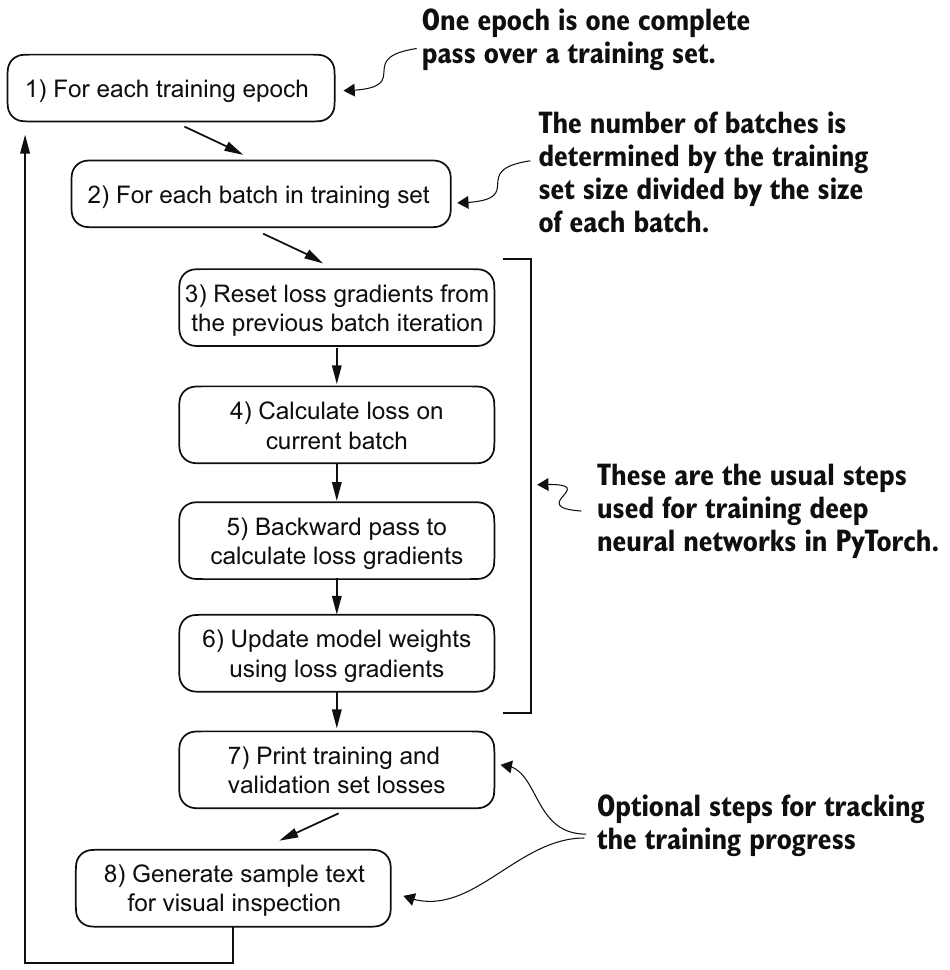 One epoch is one complete
pass over a training set.
1) For each training epoch
The number of batches is
determined by the training
set size divided by the size
of each batch.
2) For each batch in training set
3) Reset loss gradients from
the previous batch iteration
4) Calculate loss on
current batch
These are the usual steps
used for training deep
neural networks in PyTorch.
5) Backward pass to
calculate loss gradients
6) Update model weights
using loss gradients
7) Print training and
validation set losses
Optional steps for tracking
the training progress
8) Generate sample text
for visual inspection